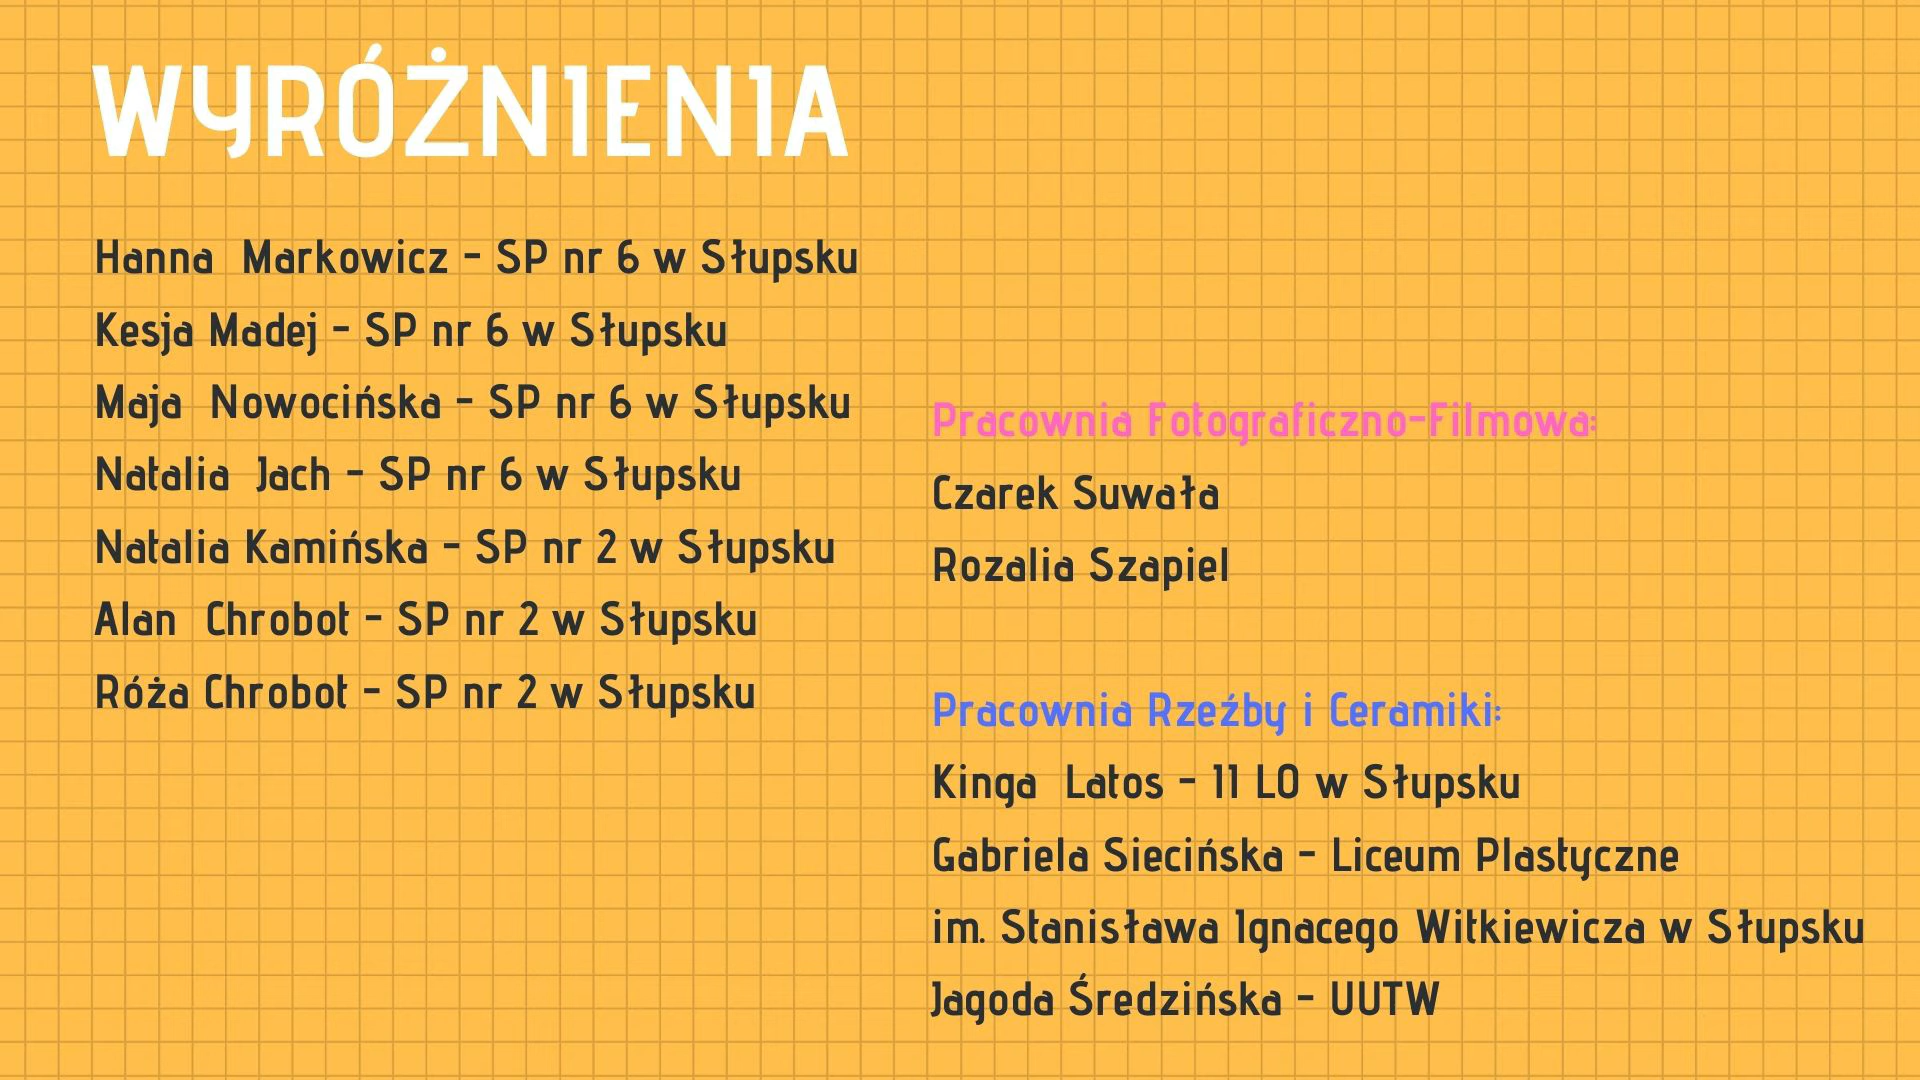 WYRÓŻNIENIA
Hanna  Markowicz - SP nr 6 w Słupsku
Kesja Madej - SP nr 6 w Słupsku
Maja  Nowocińska - SP nr 6 w Słupsku
Natalia  Jach - SP nr 6 w Słupsku
Natalia Kamińska - SP nr 2 w Słupsku
Alan  Chrobot - SP nr 2 w Słupsku
Róża Chrobot - SP nr 2 w Słupsku
Pracownia Fotograficzno-Filmowa:
Czarek Suwała
Rozalia Szapiel
Pracownia Rzeźby i Ceramiki:
Kinga  Latos - II LO w Słupsku
Gabriela Siecińska - Liceum Plastyczne
im. Stanisława Ignacego Witkiewicza w Słupsku
Jagoda Średzińska - UUTW